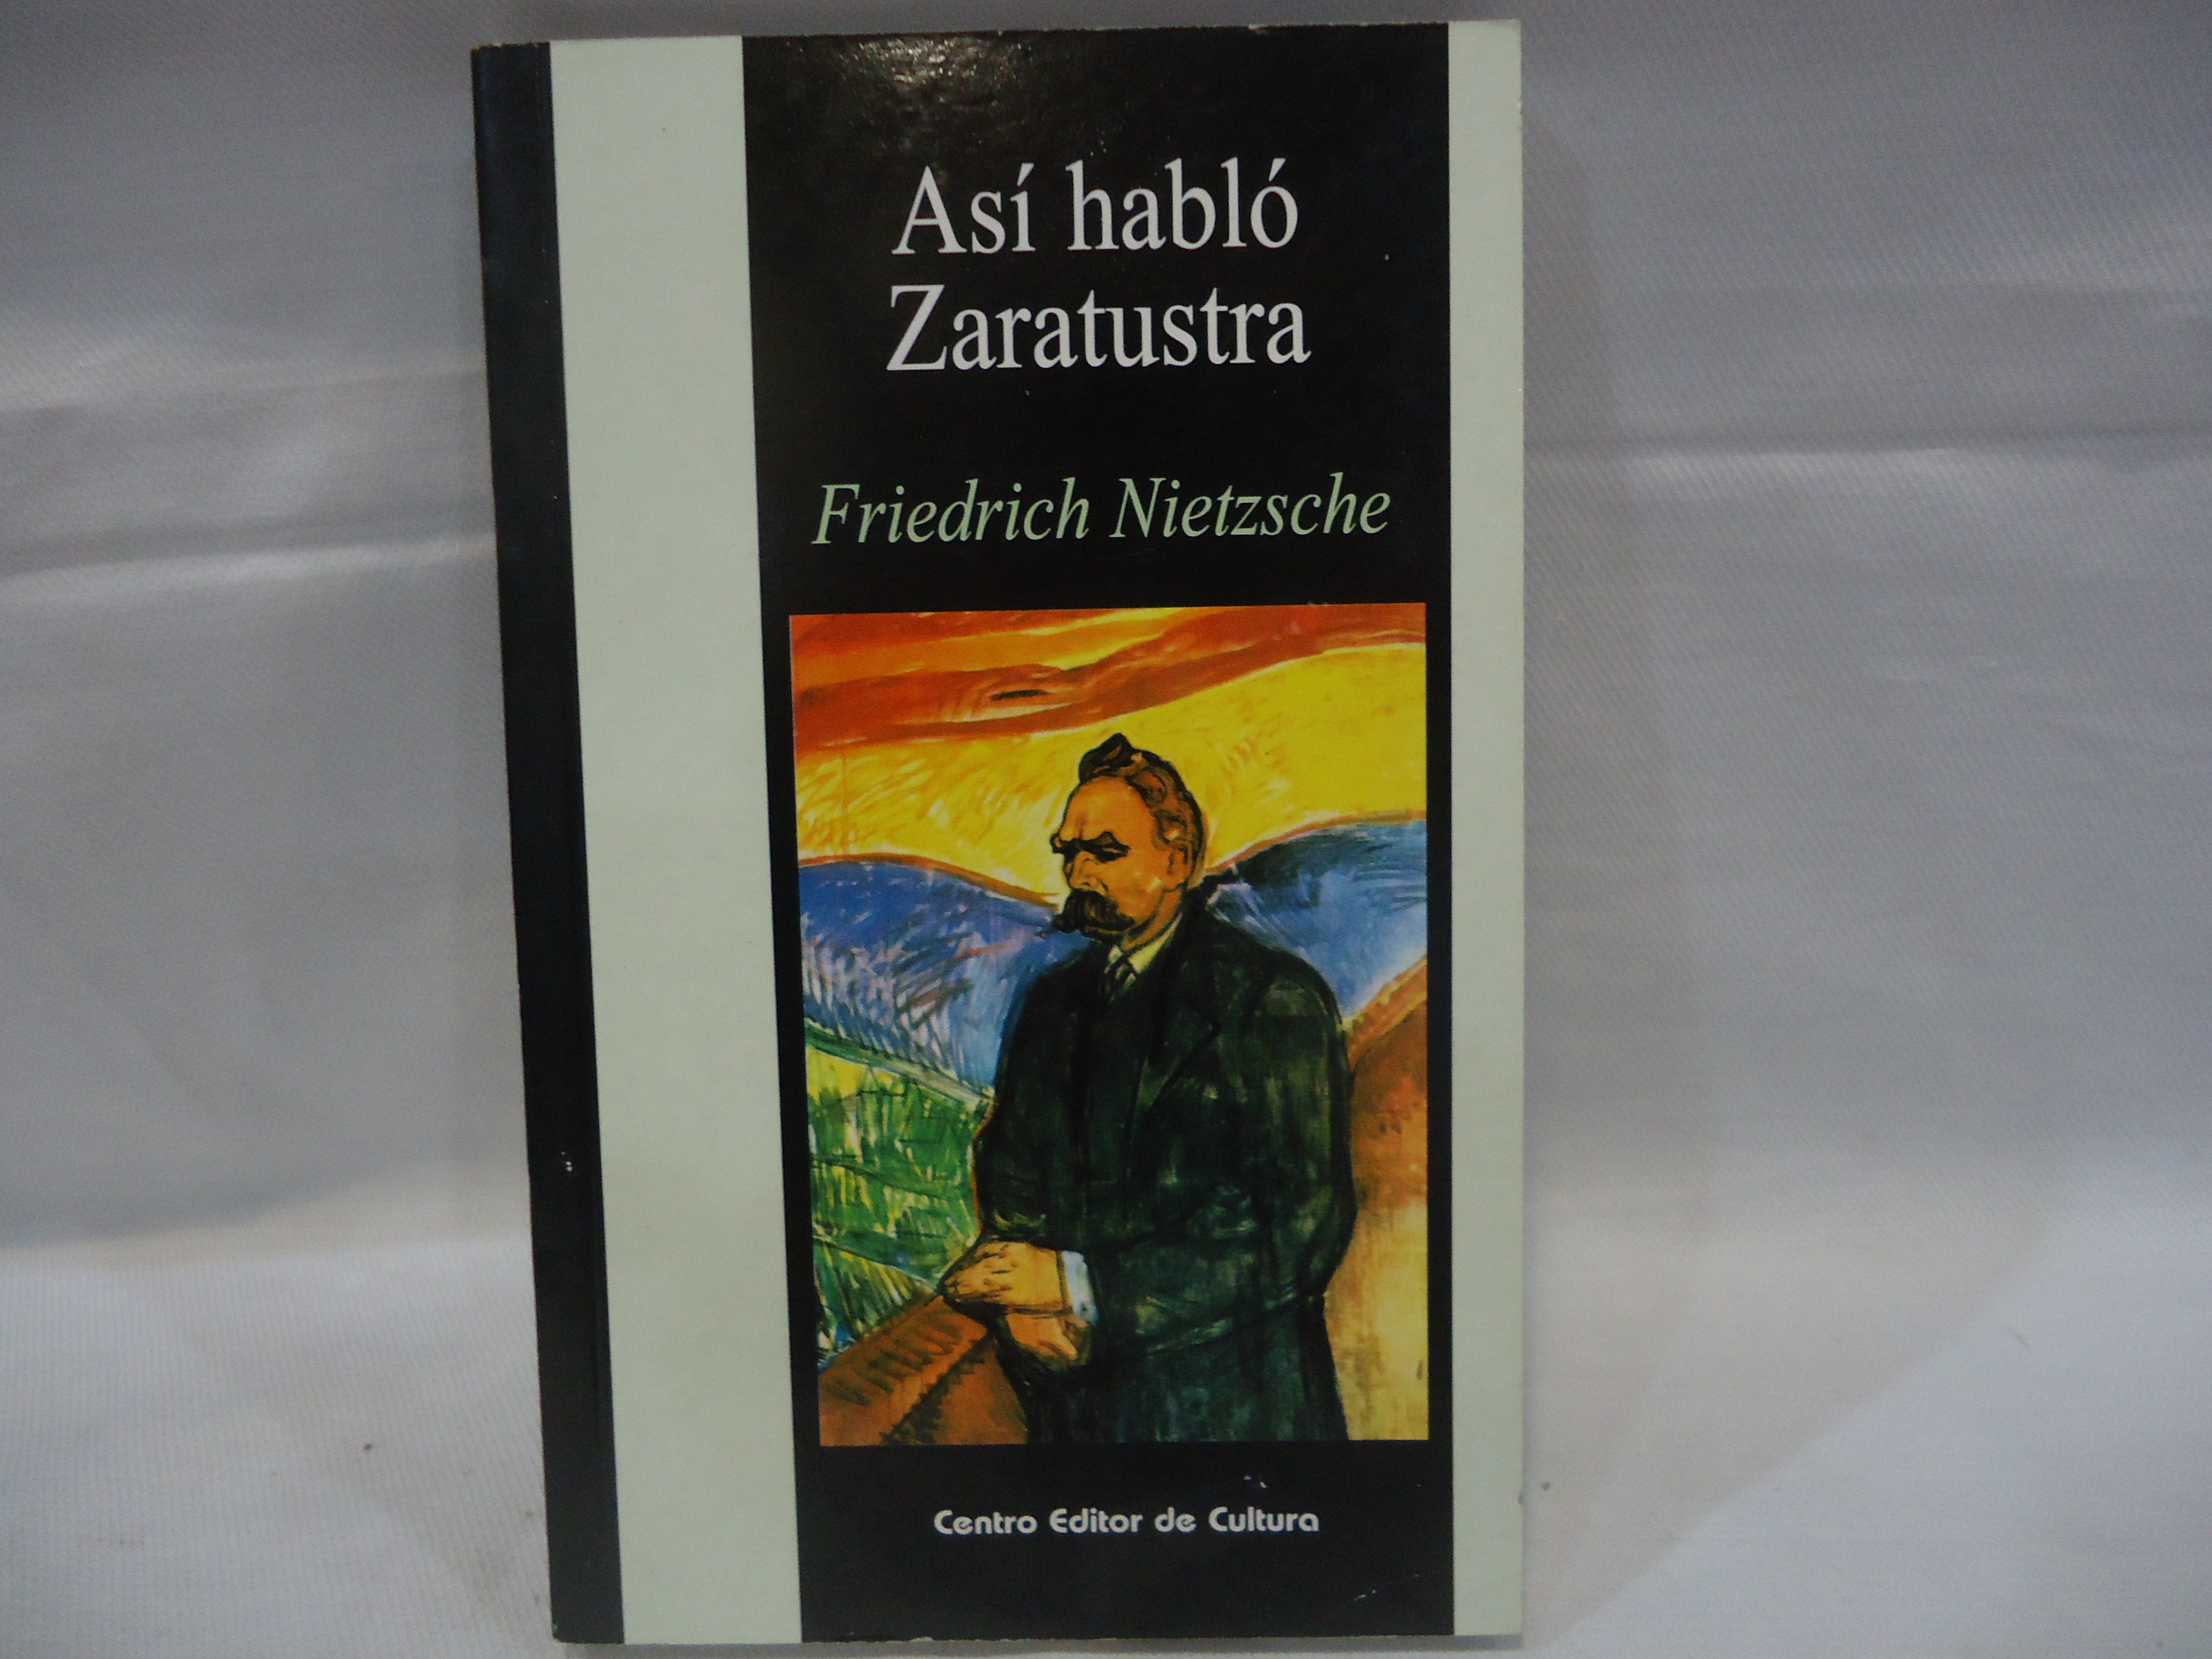 Así habló
Zaratustra
Friedrich Nietzsche
Centro Editor de Cultura